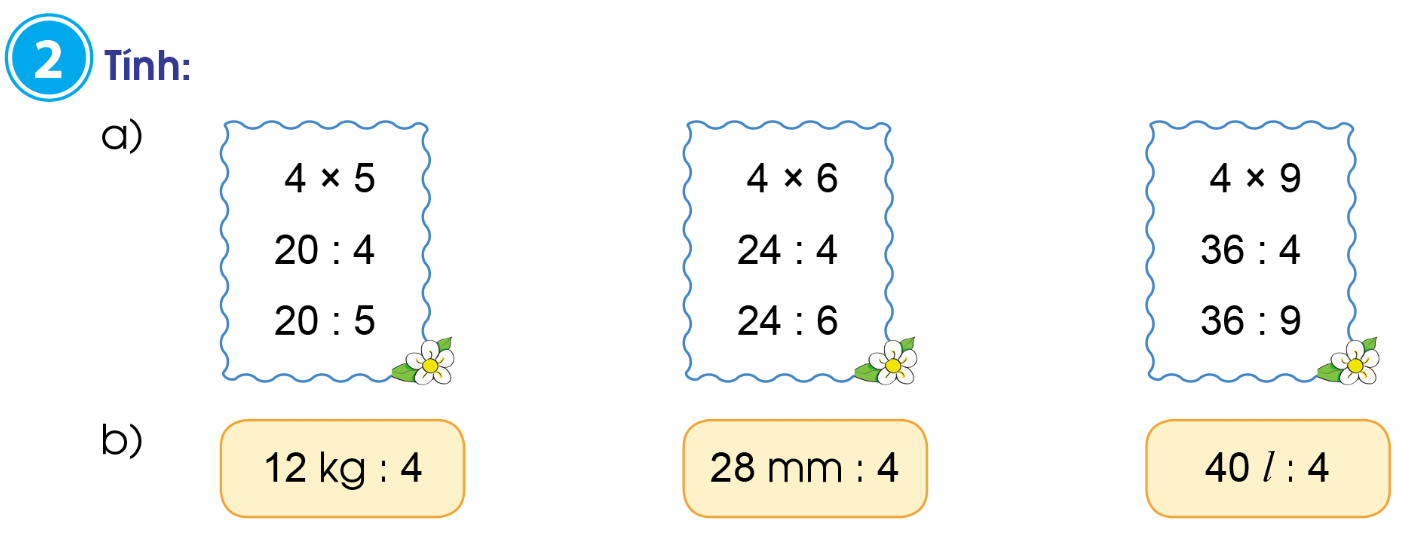 2 Tính:
a)
4 × 5
20 : 4
20 : 5
4 × 6
24 : 4
24 : 6
4 × 9
36 : 4
36 : 9
b)
12 kg : 4
28 mm : 4
40 l : 4